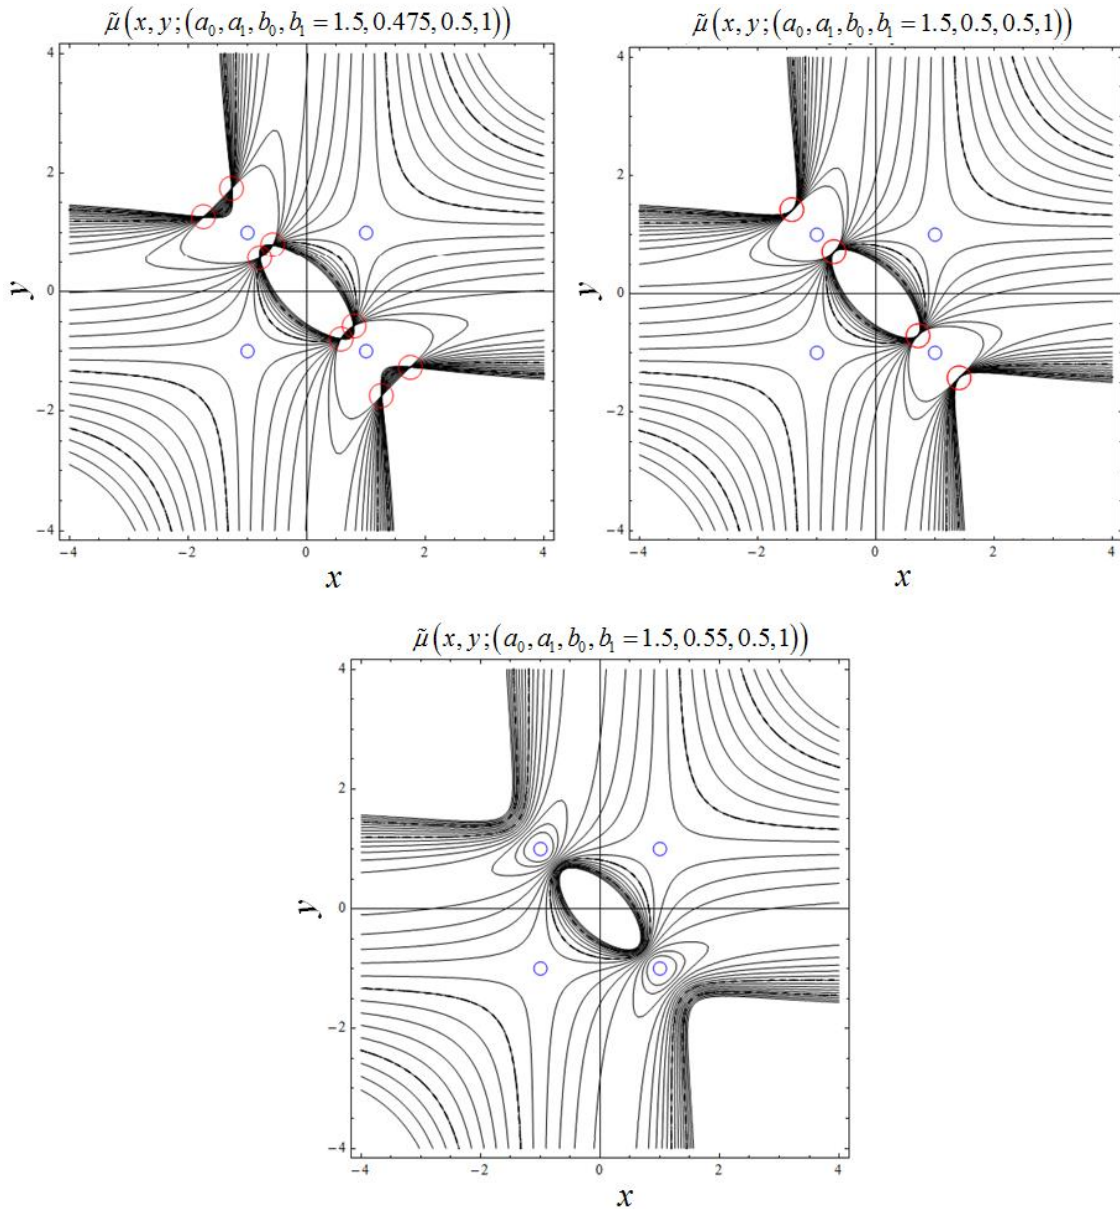 μ̃(x, y; (a₀, a₁, b₀, b₁ = 1.5, 0.475, 0.5, 1))
μ̃(x, y; (a₀, a₁, b₀, b₁ = 1.5, 0.5, 0.5, 1))
4
2
0
−2
−4
y
−4 −2 0 2 4
x
4
2
0
−2
−4
y
−4 −2 0 2 4
x
μ̃(x, y; (a₀, a₁, b₀, b₁ = 1.5, 0.55, 0.5, 1))
4
2
0
−2
−4
y
−4 −2 0 2 4
x